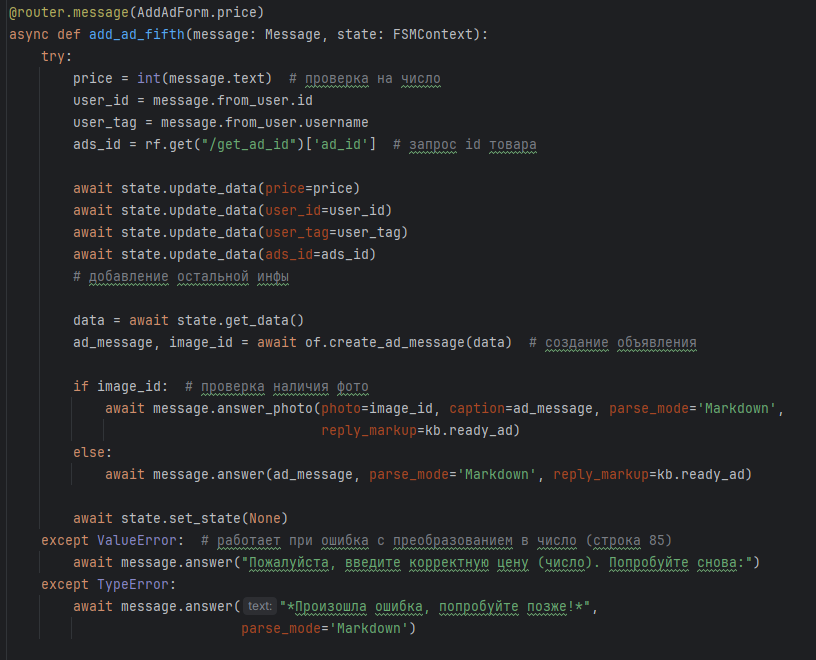 @router.message(AddAdForm.price)
async def add_ad_fifth(message: Message, state: FSMContext):
    try:
        price = int(message.text)  # проверка на число
        user_id = message.from_user.id
        user_tag = message.from_user.username
        ads_id = rf.get("/get_ad_id")['ad_id']  # запрос id товара

        await state.update_data(price=price)
        await state.update_data(user_id=user_id)
        await state.update_data(user_tag=user_tag)
        await state.update_data(ads_id=ads_id)
        # добавление остальной инфы

        data = await state.get_data()
        ad_message, image_id = await of.create_ad_message(data)  # создание объявления

        if image_id:  # проверка наличия фото
            await message.answer_photo(photo=image_id, caption=ad_message, parse_mode='Markdown',
                                       reply_markup=kb.ready_ad)
        else:
            await message.answer(ad_message, parse_mode='Markdown', reply_markup=kb.ready_ad)

        await state.set_state(None)
    except ValueError:  # работает при ошибка с преобразованием в число (строка 85)
        await message.answer("Пожалуйста, введите корректную цену (число). Попробуйте снова:")
    except TypeError:
        await message.answer( text: "*Произошла ошибка, попробуйте позже!*",
                             parse_mode='Markdown')